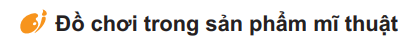 Đồ chơi trong sản phẩm mĩ thuật